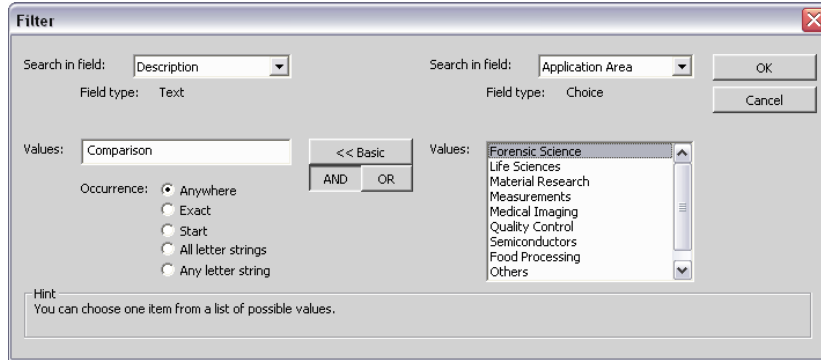 Filter
Search in field: Description
Field type: Text
Search in field: Application Area
Field type: Choice
OK
Cancel
Values: Comparison
Occurrence: Anywhere
Exact
Start
All letter strings
Any letter string
<< Basic
AND OR
Values: Forensic Science
Life Sciences
Material Research
Measurements
Medical Imaging
Quality Control
Semiconductors
Food Processing
Others
Hint
You can choose one item from a list of possible values.